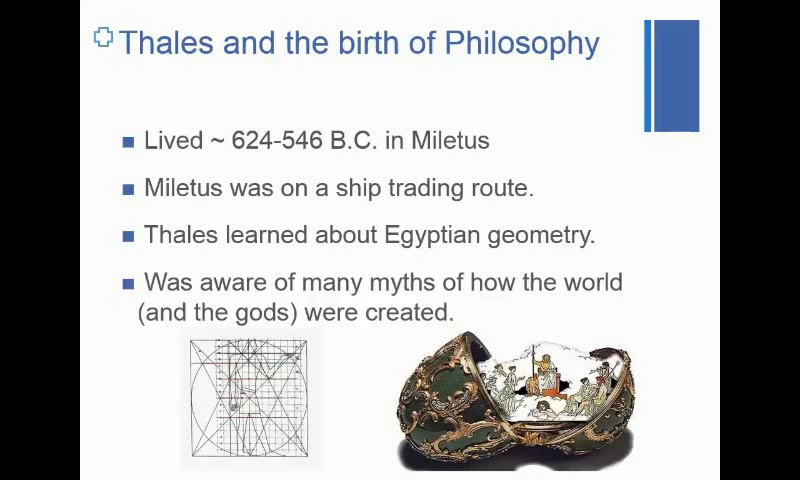 Thales and the birth of Philosophy
Lived ~ 624-546 B.C. in Miletus
Miletus was on a ship trading route.
Thales learned about Egyptian geometry.
Was aware of many myths of how the world
(and the gods) were created.